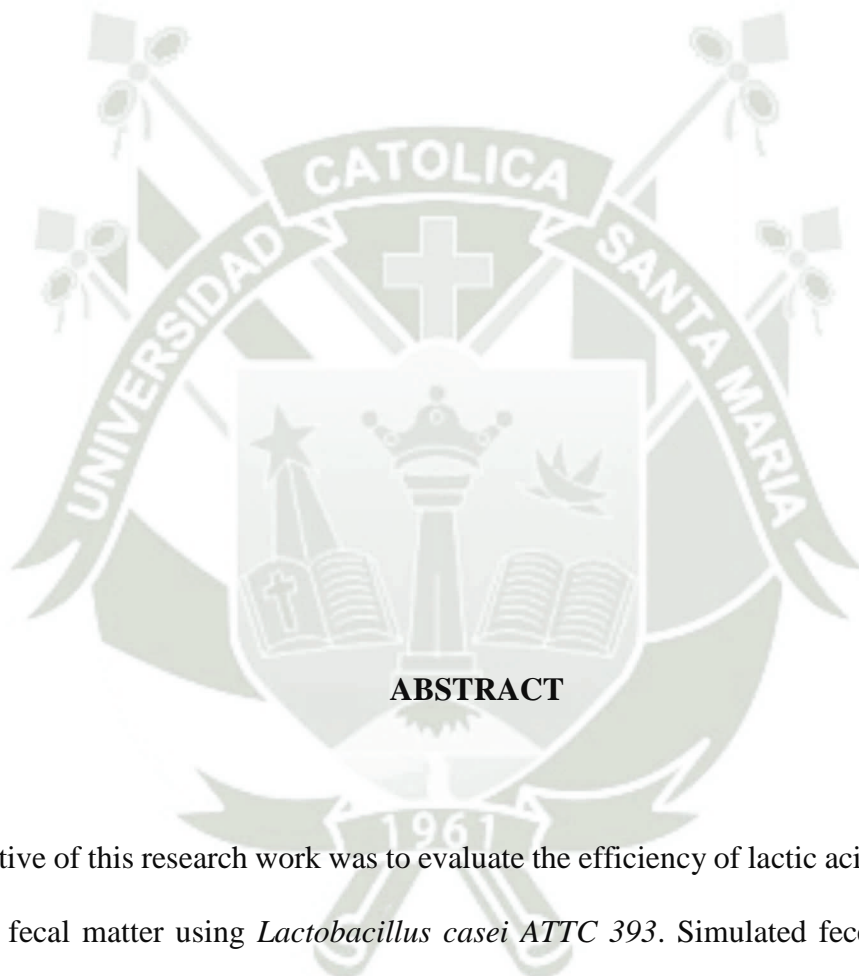 UNIVERSIDAD CATOLICA SANTA MARIA
ABSTRACT
1961
tive of this research work was to evaluate the efficiency of lactic aci
fecal matter using Lactobacillus casei ATTC 393. Simulated fec